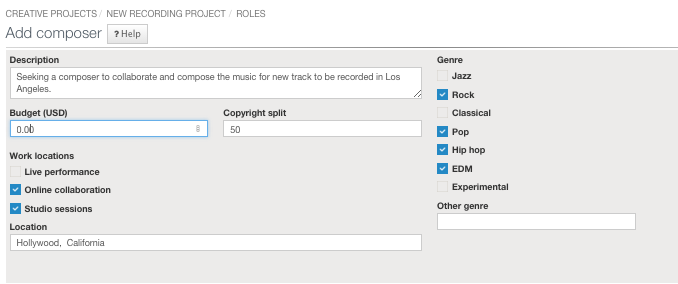 CREATIVE PROJECTS / NEW RECORDING PROJECT / ROLES
Add composer ? Help
Description
Seeking a composer to collaborate and compose the music for new track to be recorded in Los
Angeles.
Budget (USD)
0.00
Copyright split
50
Work locations
Live performance
Online collaboration
Studio sessions
Location
Hollywood, California
Genre
Jazz
Rock
Classical
Pop
Hip hop
EDM
Experimental
Other genre